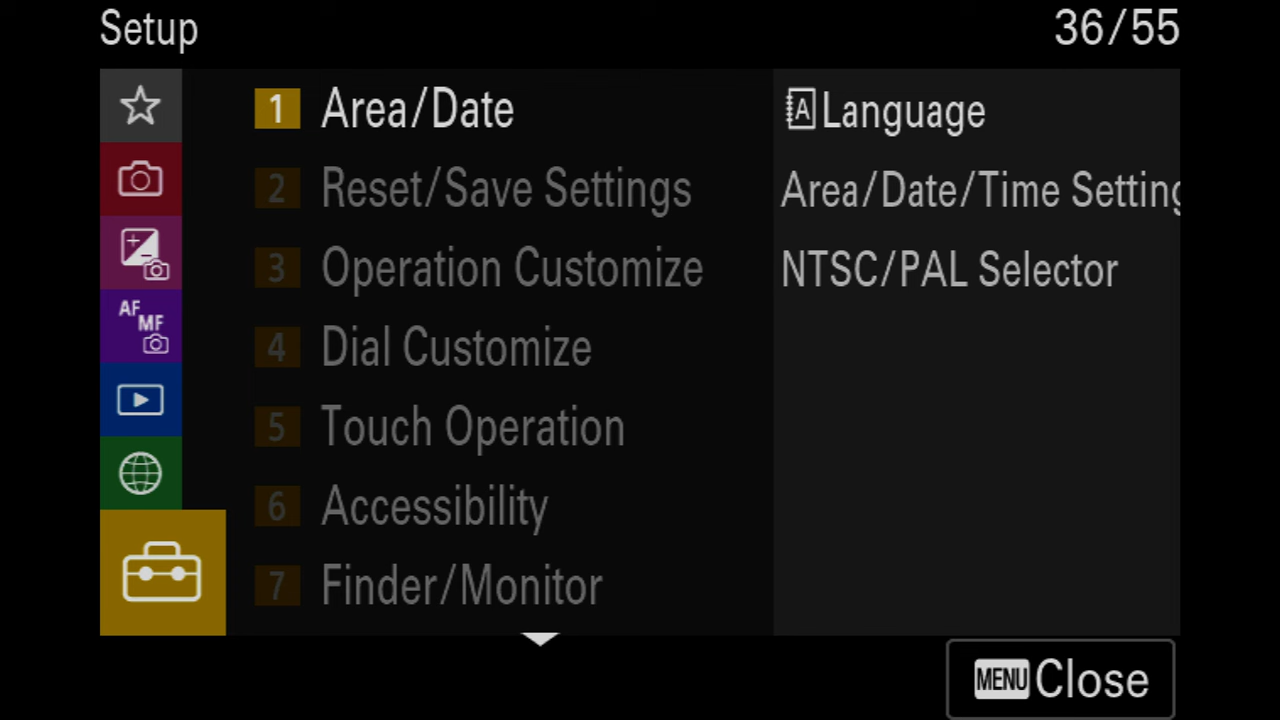 Setup
36/55
1 Area/Date
2 Reset/Save Settings
3 Operation Customize
4 Dial Customize
5 Touch Operation
6 Accessibility
7 Finder/Monitor
A Language
Area/Date/Time Setting
NTSC/PAL Selector
AF
MF
MENU Close